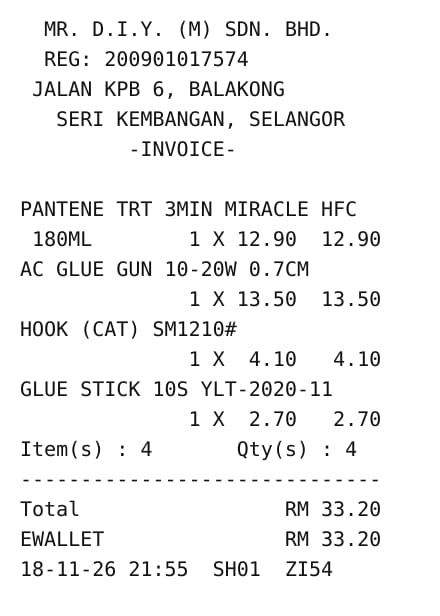 MR. D.I.Y. (M) SDN. BHD.
REG: 200901017574
JALAN KPB 6, BALAKONG
SERI KEMBANGAN, SELANGOR
-INVOICE-
PANTENE TRT 3MIN MIRACLE HFC
180ML 1 X 12.90 12.90
AC GLUE GUN 10-20W 0.7CM
1 X 13.50 13.50
HOOK (CAT) SM1210#
1 X 4.10 4.10
GLUE STICK 10S YLT-2020-11
1 X 2.70 2.70
Item(s) : 4 Qty(s) : 4
------------------------------
Total RM 33.20
EWALLET RM 33.20
18-11-26 21:55 SH01 ZI54